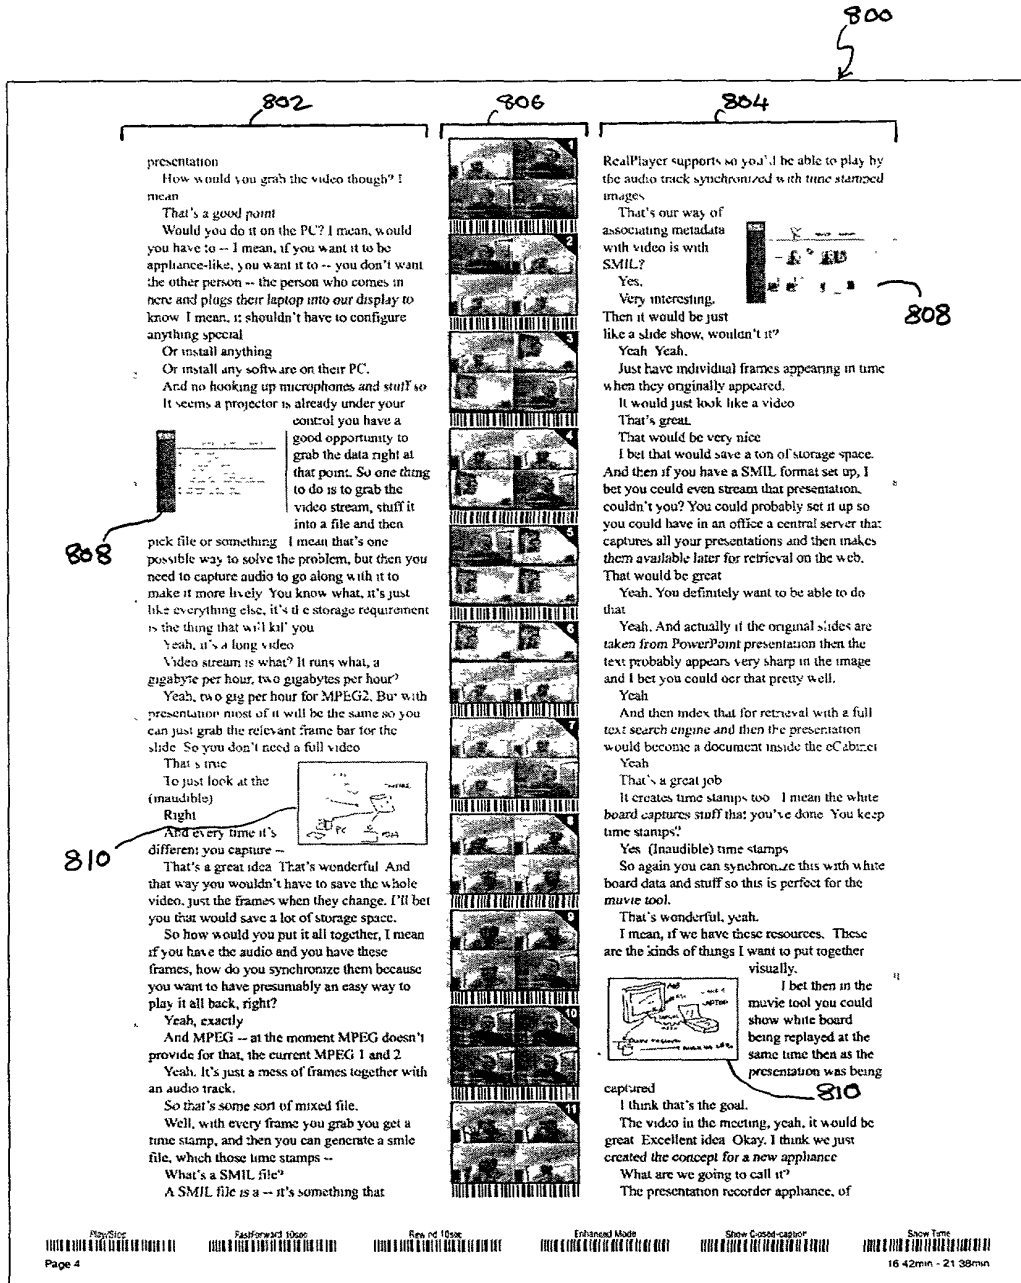 800
802
806
804
presentation
How would you grab the video though? I
mean
That's a good point
Would you do it on the PC? I mean, would
you have to -- I mean, if you want it to be
appliance-like, you want it to -- you don't want
the other person -- the person who comes in
here and plugs their laptop into our display to
know I mean, it shouldn't have to configure
anything special
Or install anything
Or install any software on their PC.
And no hooking up microphones and stuff so
It seems a projector is already under your
control you have a
good opportunity to
grab the data right at
that point. So one thing
to do is to grab the
video stream, stuff it
into a file and then
808
pick file or something I mean that's one
possible way to solve the problem, but then you
need to capture audio to go along with it to
make it more lively You know what, it's just
like everything else, it's the storage requirement
is the thing that will kill you
Yeah, it's a long video
Video stream is what? It runs what, a
gigabyte per hour, two gigabytes per hour?
Yeah, two gig per hour for MPEG2. But with
presentation most of it will be the same so you
can just grab the relevant frame bar for the
slide So you don't need a full video
That's true
To just look at the
(inaudible)
Right
And every time it's
different you capture --
PC
810
That's a great idea That's wonderful And
that way you wouldn't have to save the whole
video, just the frames when they change. I'll bet
you that would save a lot of storage space.
So how would you put it all together, I mean
if you have the audio and you have these
frames, how do you synchronize them because
you want to have presumably an easy way to
play it all back, right?
Yeah, exactly
And MPEG -- at the moment MPEG doesn't
provide for that, the current MPEG 1 and 2
Yeah. It's just a mess of frames together with
an audio track.
So that's some sort of mixed file.
Well, with every frame you grab you get a
time stamp, and then you can generate a smle
file, which those time stamps --
What's a SMIL file?
A SMIL file is a -- it's something that
1
2
3
4
5
6
7
8
9
10
11
RealPlayer supports so you'd be able to play by
the audio track synchronized with time stamped
images
That's our way of
associating metadata
with video is with
SMIL?
Yes.
Very interesting.
Then it would be just
808
like a slide show, wouldn't it?
Yeah Yeah.
Just have individual frames appearing in time
when they originally appeared.
It would just look like a video
That's great.
That would be very nice
I bet that would save a ton of storage space.
And then if you have a SMIL format set up, I
bet you could even stream that presentation,
couldn't you? You could probably set it up so
you could have in an office a central server that
captures all your presentations and then makes
them available later for retrieval on the web.
That would be great
Yeah. You definitely want to be able to do
that
Yeah. And actually if the original slides are
taken from PowerPoint presentation then the
text probably appears very sharp in the image
and I bet you could ocr that pretty well.
Yeah
And then index that for retrieval with a full
text search engine and then the presentation
would become a document inside the eCabinet
Yeah
That's a great job
It creates time stamps too I mean the white
board captures stuff that you've done You keep
time stamps?
Yes (Inaudible) time stamps
So again you can synchronize this with white
board data and stuff so this is perfect for the
muvie tool.
That's wonderful, yeah.
I mean, if we have these resources. These
are the kinds of things I want to put together
visually.
I bet then in the
muvie tool you could
show white board
being replayed at the
same time then as the
presentation was being
LAPTOP
810
captured
I think that's the goal.
The video in the meeting, yeah, it would be
great Excellent idea Okay. I think we just
created the concept for a new appliance
What are we going to call it?
The presentation recorder appliance, of
Play/Stop
FastForward 10sec
Rewind 10sec
Enhanced Mode
Show Closed-caption
Show Time
Page 4
16 42min - 21 38min